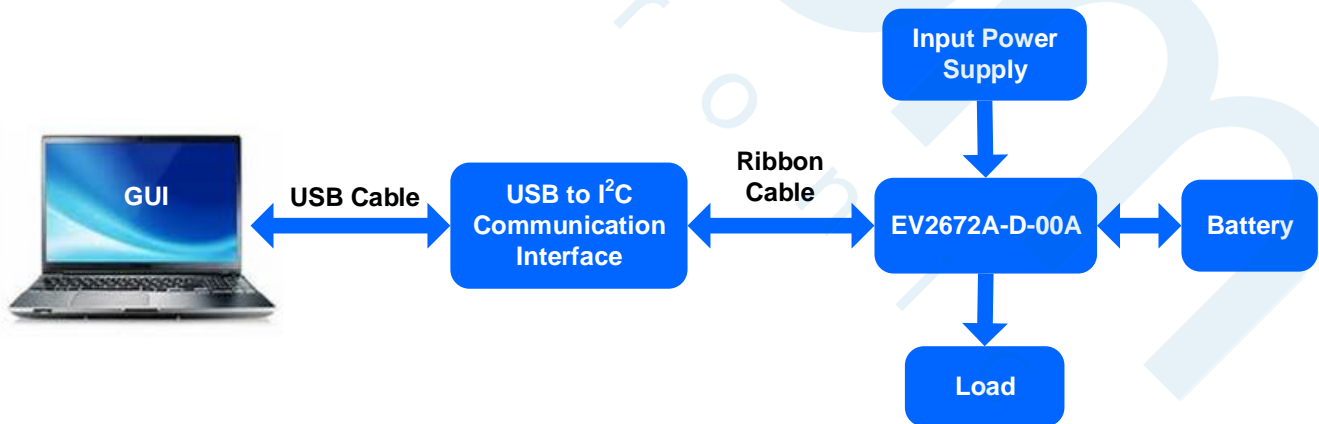 Input Power
Supply
GUI
USB Cable
USB to I²C
Communication
Interface
Ribbon
Cable
EV2672A-D-00A
Battery
Load